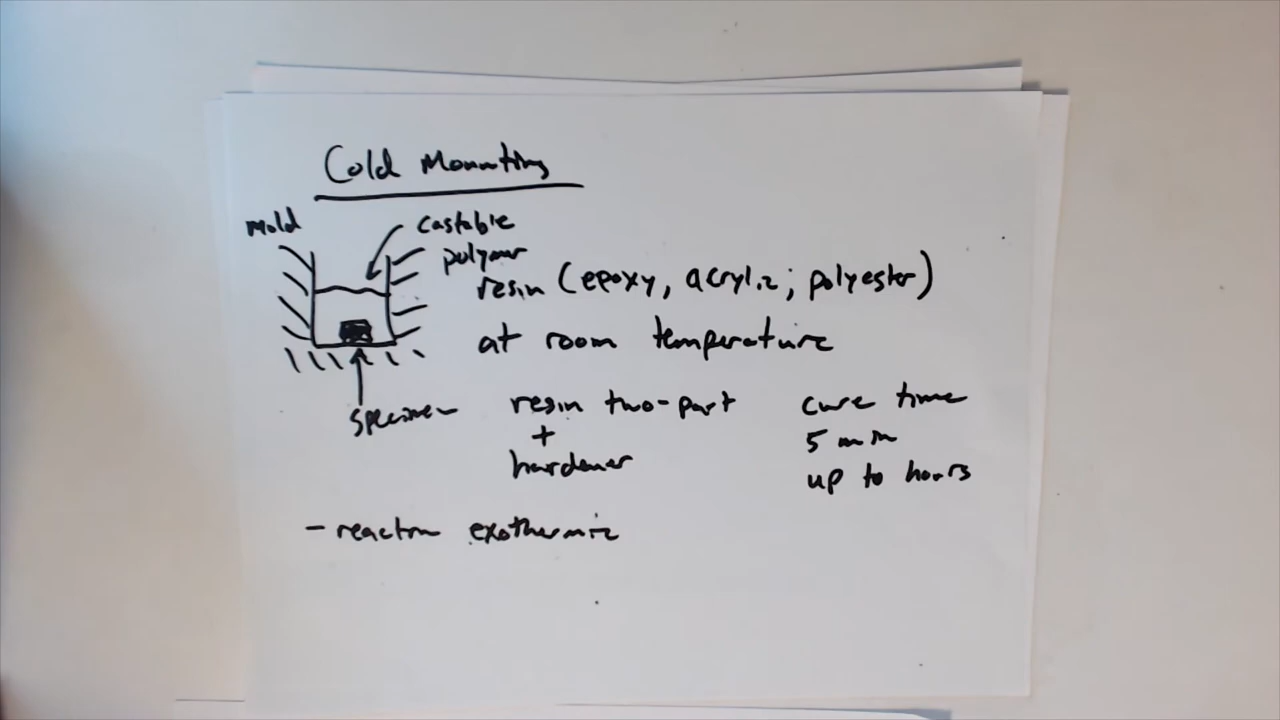 Cold Mounting
mold
castable
polymer
resin (epoxy, acrylic; polyester)
at room temperature
specimen
resin two-part
+
hardener
cure time
5 min
up to hours
- reaction exothermic